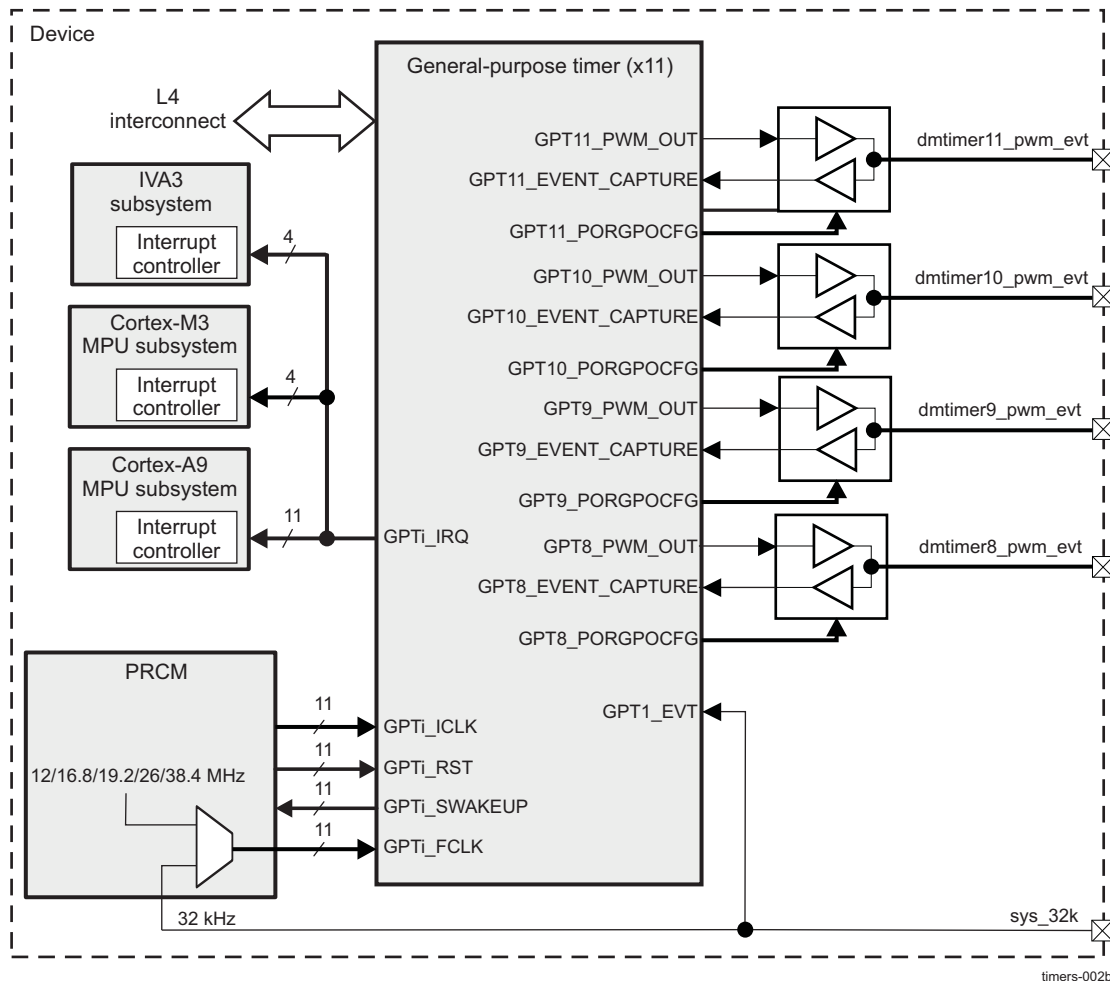 Device
General-purpose timer (x11)
L4
interconnect
IVA3
subsystem
Interrupt
controller
4
Cortex-M3
MPU subsystem
Interrupt
controller
4
Cortex-A9
MPU subsystem
Interrupt
controller
11
GPTi_IRQ
GPT11_PWM_OUT
GPT11_EVENT_CAPTURE
GPT11_PORGPOCFG
dmtimer11_pwm_evt
GPT10_PWM_OUT
GPT10_EVENT_CAPTURE
GPT10_PORGPOCFG
dmtimer10_pwm_evt
GPT9_PWM_OUT
GPT9_EVENT_CAPTURE
GPT9_PORGPOCFG
dmtimer9_pwm_evt
GPT8_PWM_OUT
GPT8_EVENT_CAPTURE
GPT8_PORGPOCFG
dmtimer8_pwm_evt
GPT1_EVT
PRCM
12/16.8/19.2/26/38.4 MHz
11
GPTi_ICLK
11
GPTi_RST
11
GPTi_SWAKEUP
11
GPTi_FCLK
32 kHz
sys_32k
timers-002b